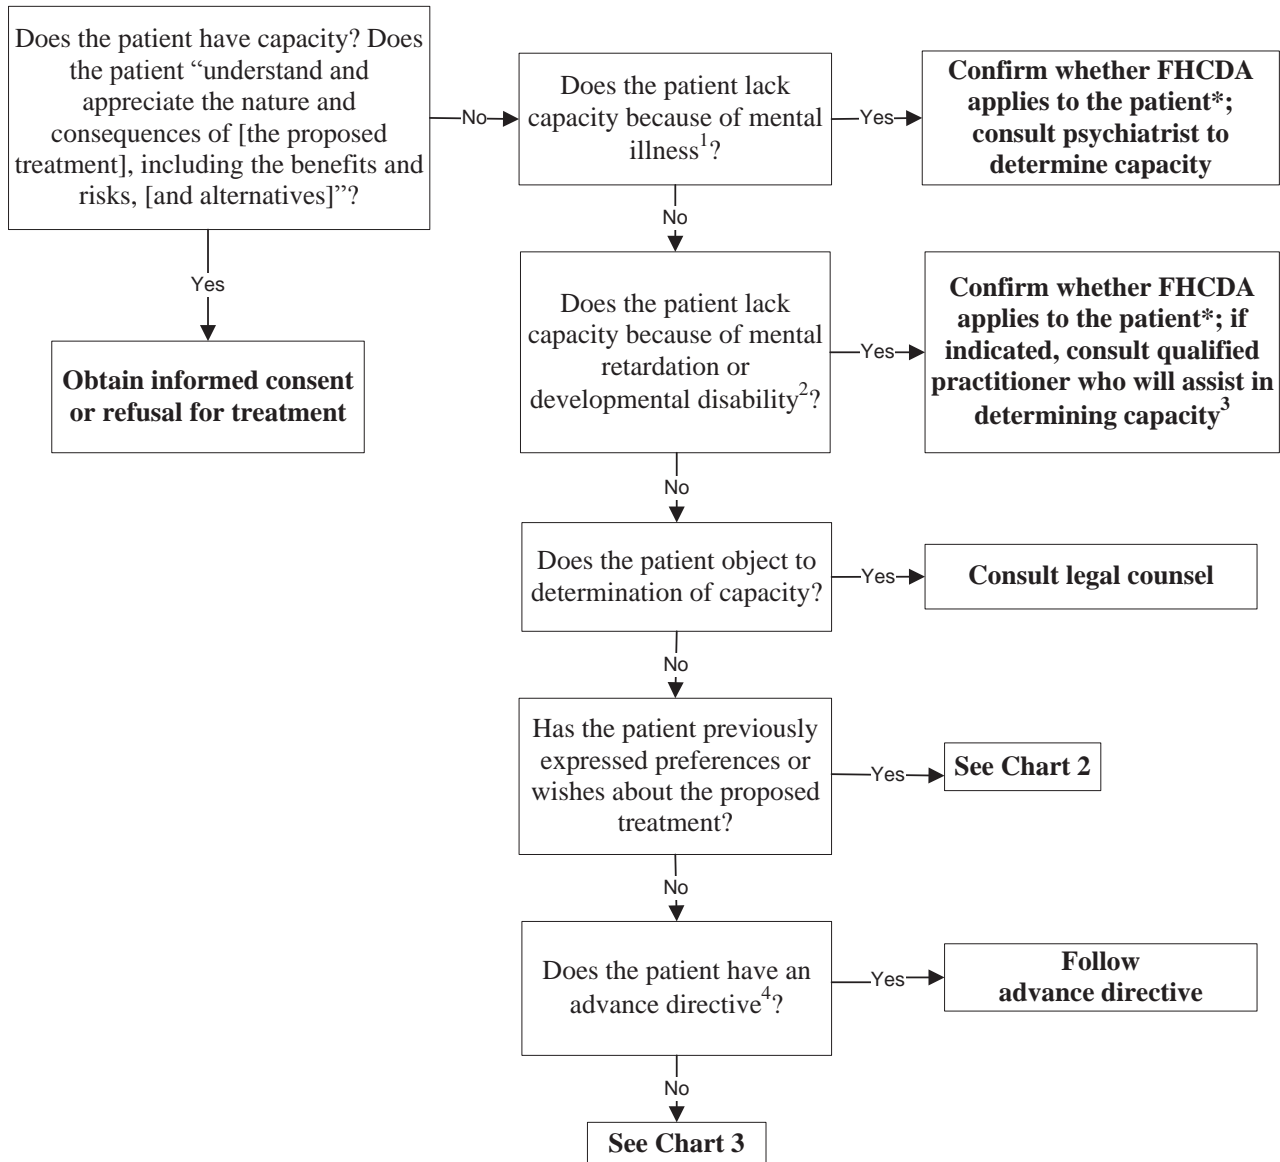 Does the patient have capacity? Does
the patient “understand and
appreciate the nature and
consequences of [the proposed
treatment], including the benefits and
risks, [and alternatives]”?
No
Does the patient lack
capacity because of mental
illness1?
Yes
Confirm whether FHCDA
applies to the patient*;
consult psychiatrist to
determine capacity
Yes
Obtain informed consent
or refusal for treatment
No
Does the patient lack
capacity because of mental
retardation or
developmental disability2?
Yes
Confirm whether FHCDA
applies to the patient*; if
indicated, consult qualified
practitioner who will assist in
determining capacity3
No
Does the patient object to
determination of capacity?
Yes
Consult legal counsel
No
Has the patient previously
expressed preferences or
wishes about the proposed
treatment?
Yes
See Chart 2
No
Does the patient have an
advance directive4?
Yes
Follow
advance directive
No
See Chart 3